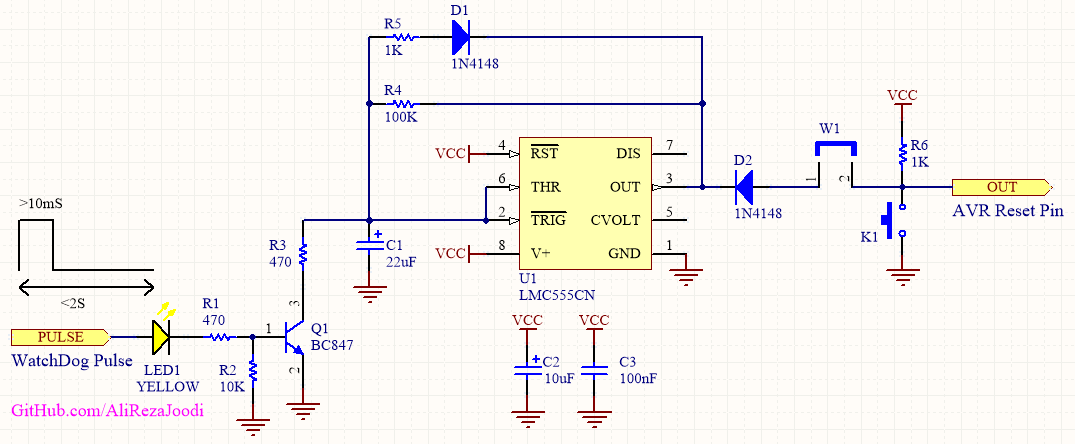 D1
R5
1K
1N4148
R4
100K
VCC
W1
VCC 4 RST DIS 7
R6
1K
6 THR OUT 3
D2
1 2
OUT
>10mS
1N4148
AVR Reset Pin
2 TRIG CVOLT 5
K1
R3
470
C1
22uF
VCC 8 V+ GND 1
U1
LMC555CN
<2S
3
R1
470
VCC VCC
PULSE
1
Q1
BC847
WatchDog Pulse
LED1
YELLOW
R2
10K
2
C2
10uF
C3
100nF
GitHub.com/AliRezaJoodi